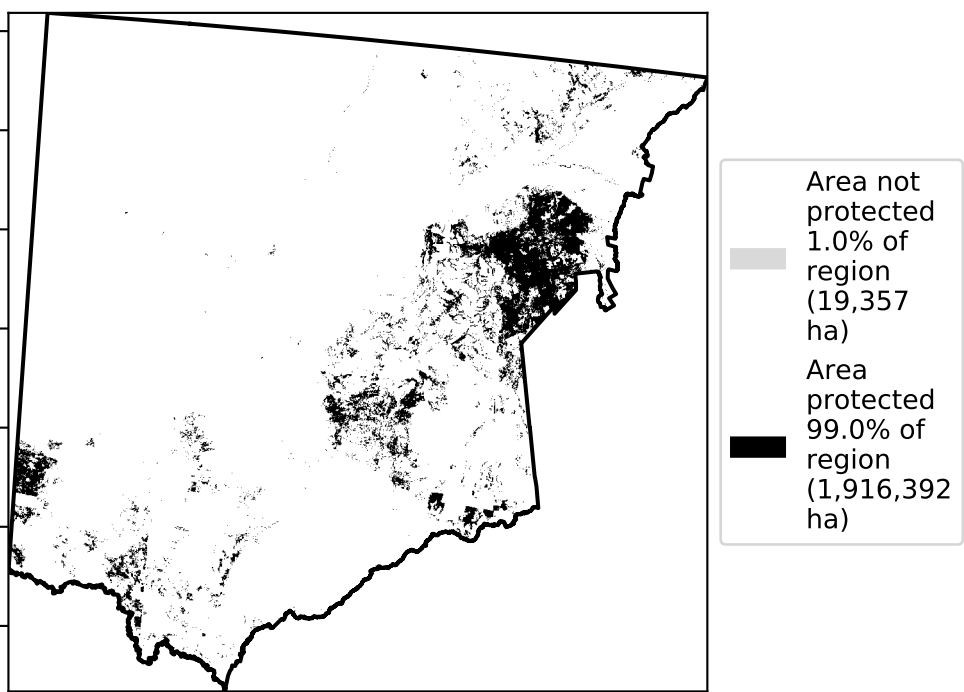 Area not
protected
1.0% of
region
(19,357
ha)
Area
protected
99.0% of
region
(1,916,392
ha)